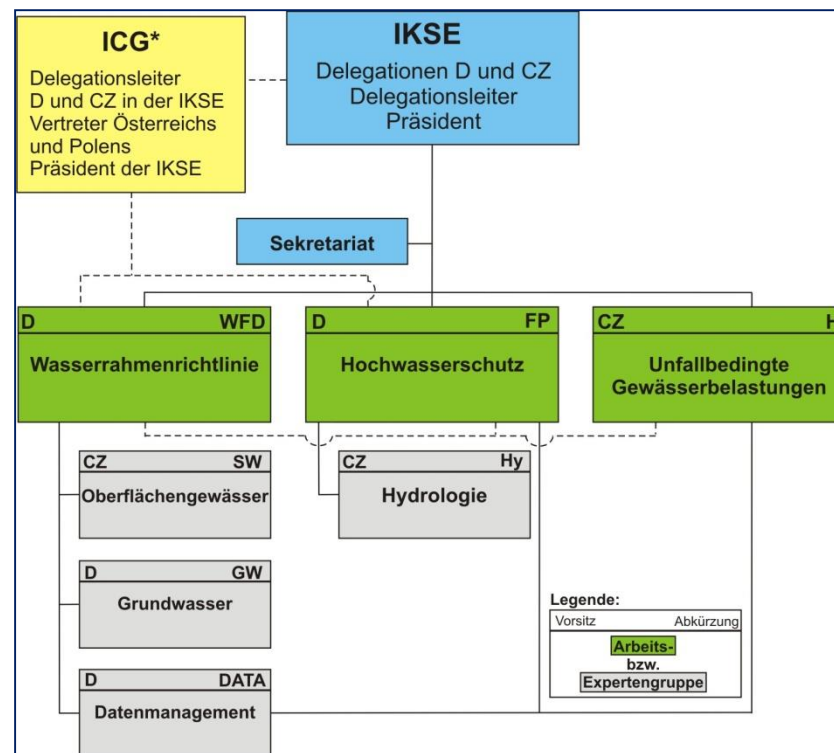 ICG*
Delegationsleiter
D und CZ in der IKSE
Vertreter Österreichs
und Polens
Präsident der IKSE
IKSE
Delegationen D und CZ
Delegationsleiter
Präsident
Sekretariat
D WFD
Wasserrahmenrichtlinie
D FP
Hochwasserschutz
CZ H
Unfallbedingte
Gewässerbelastungen
CZ SW
Oberflächengewässer
CZ Hy
Hydrologie
D GW
Grundwasser
D DATA
Datenmanagement
Legende:
Vorsitz Abkürzung
Arbeits-
bzw.
Expertengruppe